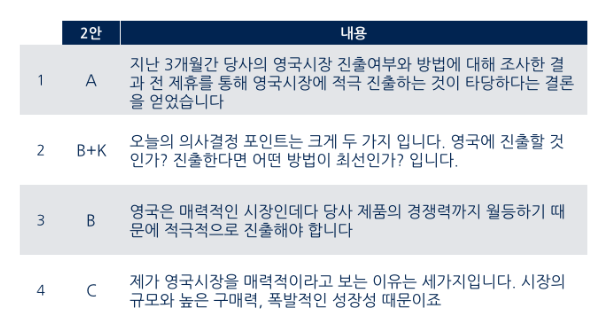 2안 내용
1 A 지난 3개월간 당사의 영국시장 진출여부와 방법에 대해 조사한 결
과 전 제휴를 통해 영국시장에 적극 진출하는 것이 타당하다는 결론
을 얻었습니다
2 B+K 오늘의 의사결정 포인트는 크게 두 가지 입니다. 영국에 진출할 것
인가? 진출한다면 어떤 방법이 최선인가? 입니다.
3 B 영국은 매력적인 시장인데다 당사 제품의 경쟁력까지 월등하기 때
문에 적극적으로 진출해야 합니다
4 C 제가 영국시장을 매력적이라고 보는 이유는 세가지입니다. 시장의
규모와 높은 구매력, 폭발적인 성장성 때문이죠